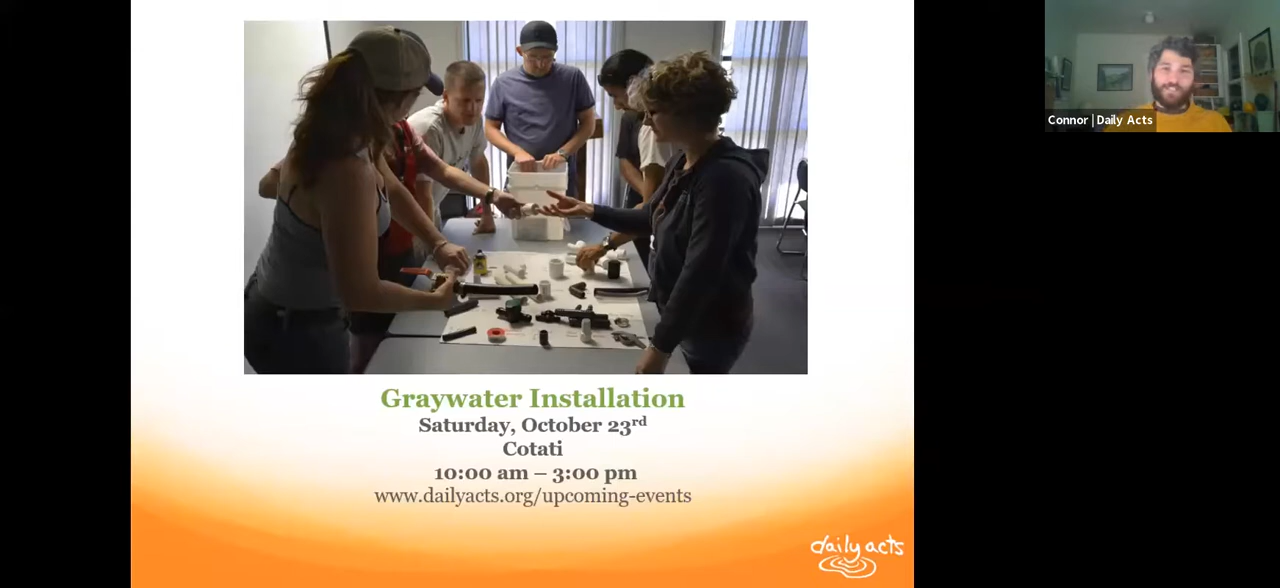 Connor | Daily Acts
Graywater Installation
Saturday, October 23rd
Cotati
10:00 am – 3:00 pm
www.dailyacts.org/upcoming-events
daily acts